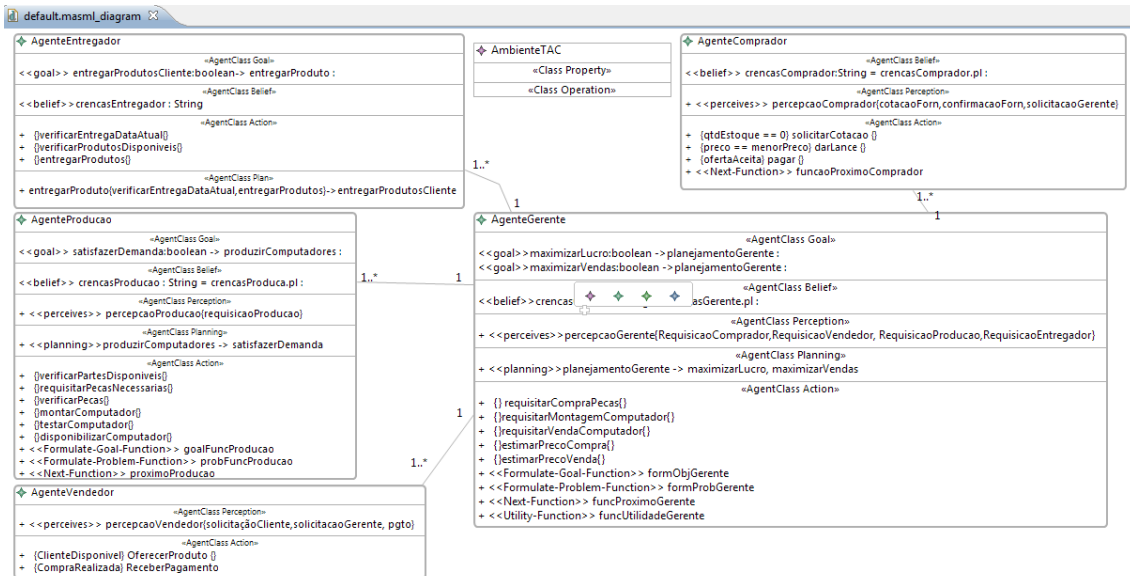 default.masml_diagram
AgenteEntregador
«AgentClass Goal»
<<goal>> entregarProdutosCliente:boolean-> entregarProduto :
«AgentClass Belief»
<<belief>>crencasEntregador : String
«AgentClass Action»
+ {}verificarEntregaDataAtual{}
+ {}verificarProdutosDisponiveis{}
+ {}entregarProdutos{}
«AgentClass Plan»
+ entregarProduto{verificarEntregaDataAtual,entregarProdutos}->entregarProdutosCliente
AmbienteTAC
«Class Property»
«Class Operation»
AgenteComprador
«AgentClass Belief»
<<belief>> crencasComprador:String = crencasComprador.pl :
«AgentClass Perception»
+ <<perceives>> percepcaoComprador{cotacaoForn,confirmacaoForn,solicitacaoGerente}
«AgentClass Action»
+ {qtdEstoque == 0} solicitarCotacao {}
+ {preco == menorPreco} darLance {}
+ {ofertaAceita} pagar {}
+ <<Next-Function>> funcaoProximoComprador
1..*
1
1..*
1
AgenteProducao
«AgentClass Goal»
<<goal>> satisfazerDemanda:boolean -> produzirComputadores :
«AgentClass Belief»
<<belief>> crencasProducao : String = crencasProduca.pl :
«AgentClass Perception»
+ <<perceives>> percepcaoProducao{requisicaoProducao}
«AgentClass Planning»
+ <<planning>>produzirComputadores -> satisfazerDemanda
«AgentClass Action»
+ {}verificarPartesDisponiveis{}
+ {}requisitarPecasNecessarias{}
+ {}verificarPecas{}
+ {}montarComputador{}
+ {}testarComputador{}
+ {}disponibilizarComputador{}
+ <<Formulate-Goal-Function>> goalFuncProducao
+ <<Formulate-Problem-Function>> probFuncProducao
+ <<Next-Function>> proximoProducao
1..*
1
AgenteGerente
«AgentClass Goal»
<<goal>>maximizarLucro:boolean ->planejamentoGerente :
<<goal>>maximizarVendas:boolean ->planejamentoGerente :
«AgentClass Belief»
<<belief>>crencas asGerente.pl :
«AgentClass Perception»
+ <<perceives>>percepcaoGerente{RequisicaoComprador,RequisicaoVendedor, RequisicaoProducao,RequisicaoEntregador}
«AgentClass Planning»
+ <<planning>>planejamentoGerente -> maximizarLucro, maximizarVendas
«AgentClass Action»
+ {} requisitarCompraPecas{}
+ {}requisitarMontagemComputador{}
+ {}requisitarVendaComputador{}
+ {}estimarPrecoCompra{}
+ {}estimarPrecoVenda{}
+ <<Formulate-Goal-Function>> formObjGerente
+ <<Formulate-Problem-Function>> formProbGerente
+ <<Next-Function>> funcProximoGerente
+ <<Utility-Function>> funcUtilidadeGerente
1
1..*
AgenteVendedor
«AgentClass Perception»
+ <<perceives>> percepcaoVendedor{solicitaçãoCliente,solicitacaoGerente, pgto}
«AgentClass Action»
+ {ClienteDisponivel} OferecerProduto {}
+ {CompraRealizada} ReceberPagamento